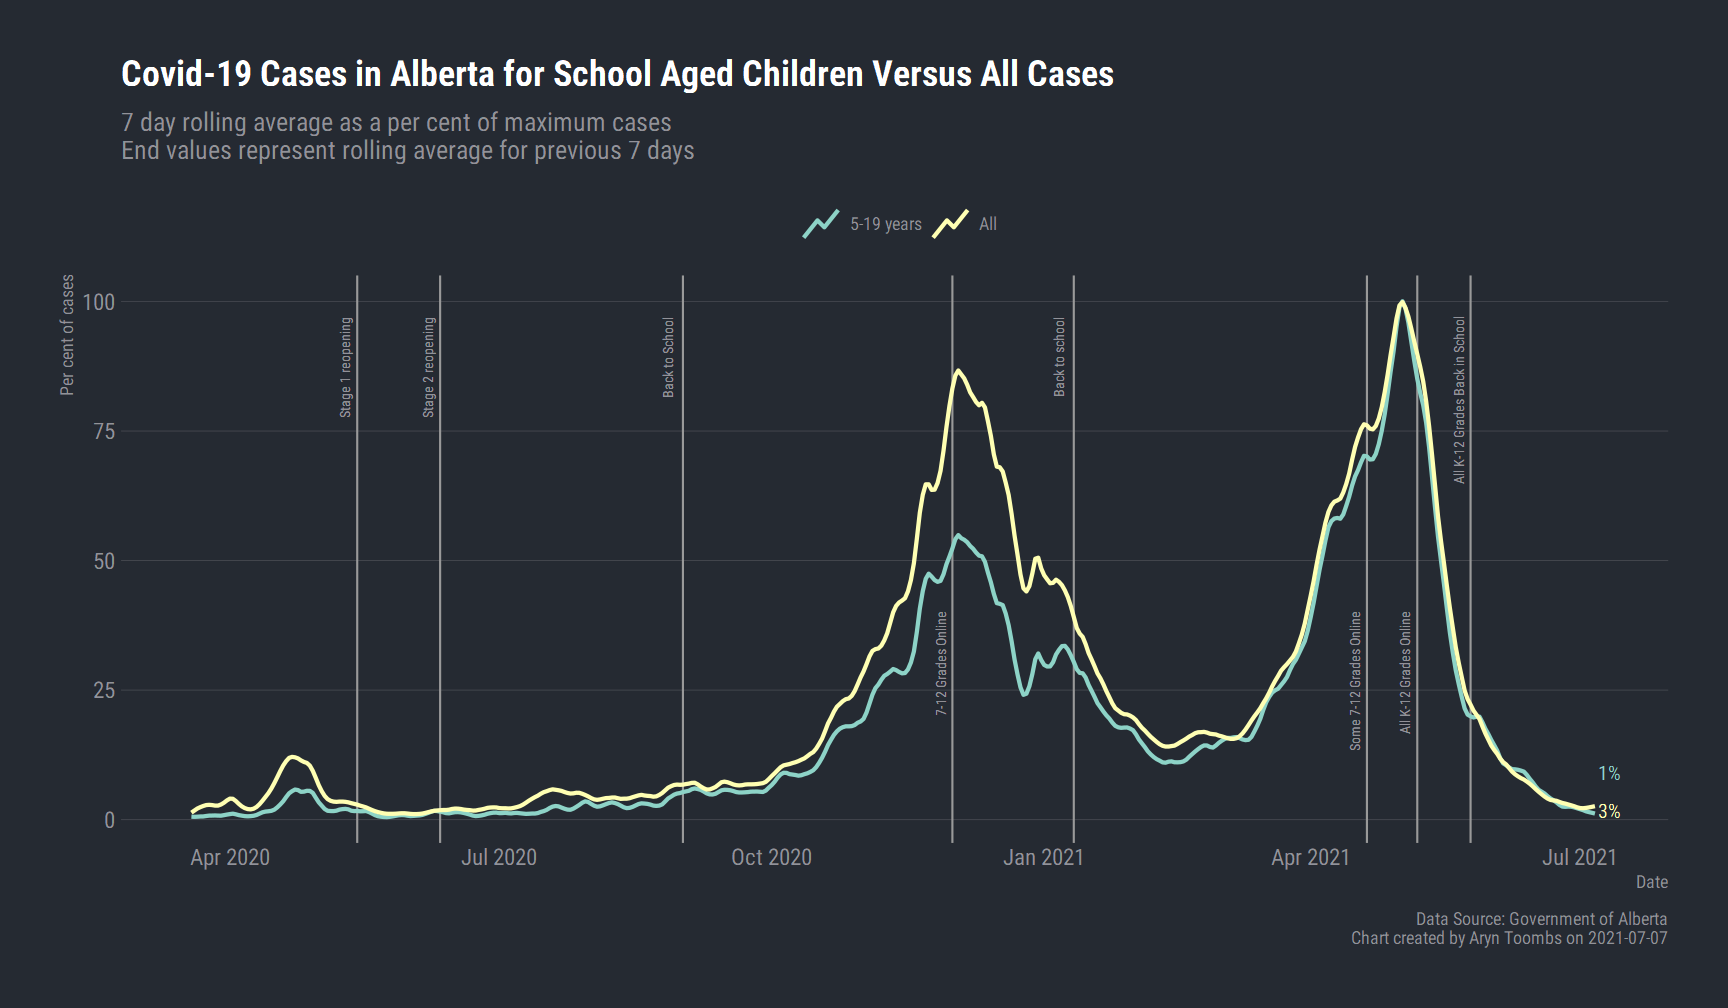 Covid-19 Cases in Alberta for School Aged Children Versus All Cases
7 day rolling average as a per cent of maximum cases
End values represent rolling average for previous 7 days
5-19 years
All
Per cent of cases
100
75
50
25
0
Stage 1 reopening
Stage 2 reopening
Back to School
7-12 Grades Online
Back to school
Some 7-12 Grades Online
All K-12 Grades Online
All K-12 Grades Back in School
1%
3%
Apr 2020
Jul 2020
Oct 2020
Jan 2021
Apr 2021
Jul 2021
Date
Data Source: Government of Alberta
Chart created by Aryn Toombs on 2021-07-07